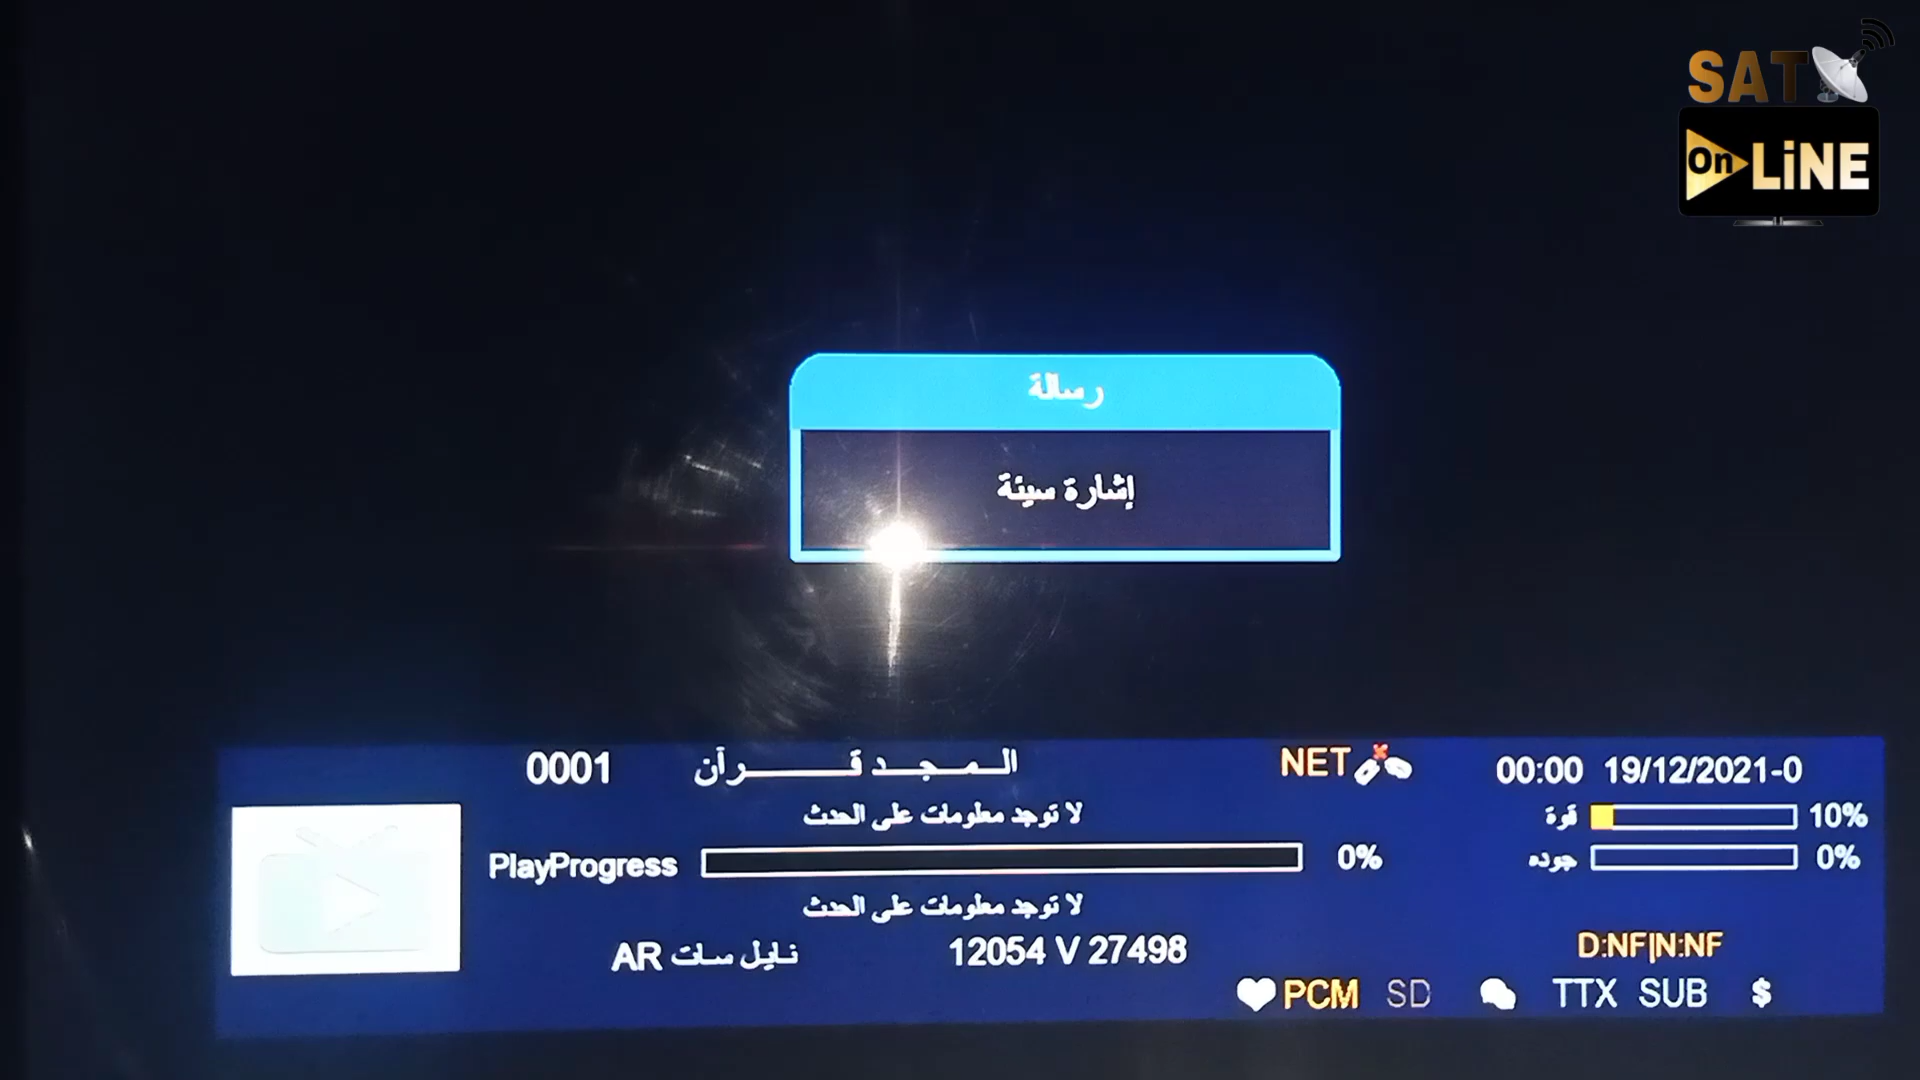 SAT
On LiNE
رسالة
إشارة سيئة
0001 الـمـجـد قـرآن NET 00:00 19/12/2021-0
لا توجد معلومات على الحدث
قوة 10%
PlayProgress 0%
جوده 0%
لا توجد معلومات على الحدث
نايل سات AR 12054 V 27498
D:NF|N:NF
PCM SD TTX SUB $